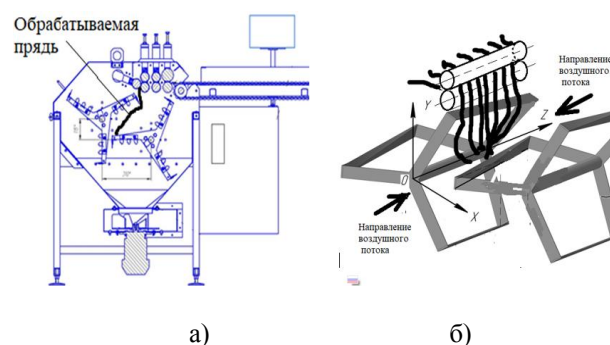 Обрабатываемая
прядь
Направление
воздушного
потока
Y
Z
O
X
Направление
воздушного
потока
а)
б)